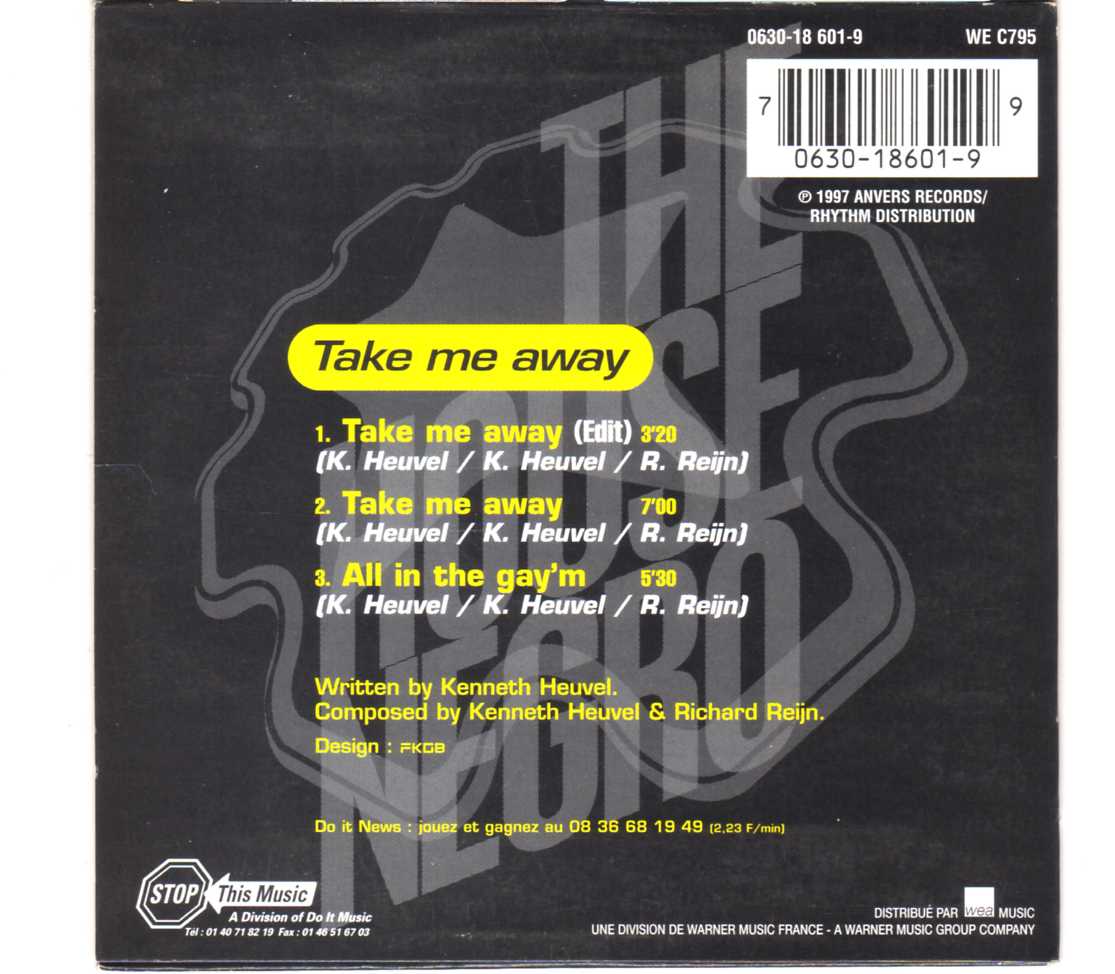 0630-18 601-9 WE C795
7 0630-18601-9 9
℗ 1997 ANVERS RECORDS/
RHYTHM DISTRIBUTION
THE
HOUSE
NEGRO
Take me away
1. Take me away (Edit) 3'20
(K. Heuvel / K. Heuvel / R. Reijn)
2. Take me away 7'00
(K. Heuvel / K. Heuvel / R. Reijn)
3. All in the gay'm 5'30
(K. Heuvel / K. Heuvel / R. Reijn)
Written by Kenneth Heuvel.
Composed by Kenneth Heuvel & Richard Reijn.
Design : FKGB
Do it News : jouez et gagnez au 08 36 68 19 49 (2,23 F/min)
STOP This Music
A Division of Do It Music
Tél : 01 40 71 82 19 Fax : 01 46 51 67 03
DISTRIBUÉ PAR wea MUSIC
UNE DIVISION DE WARNER MUSIC FRANCE - A WARNER MUSIC GROUP COMPANY